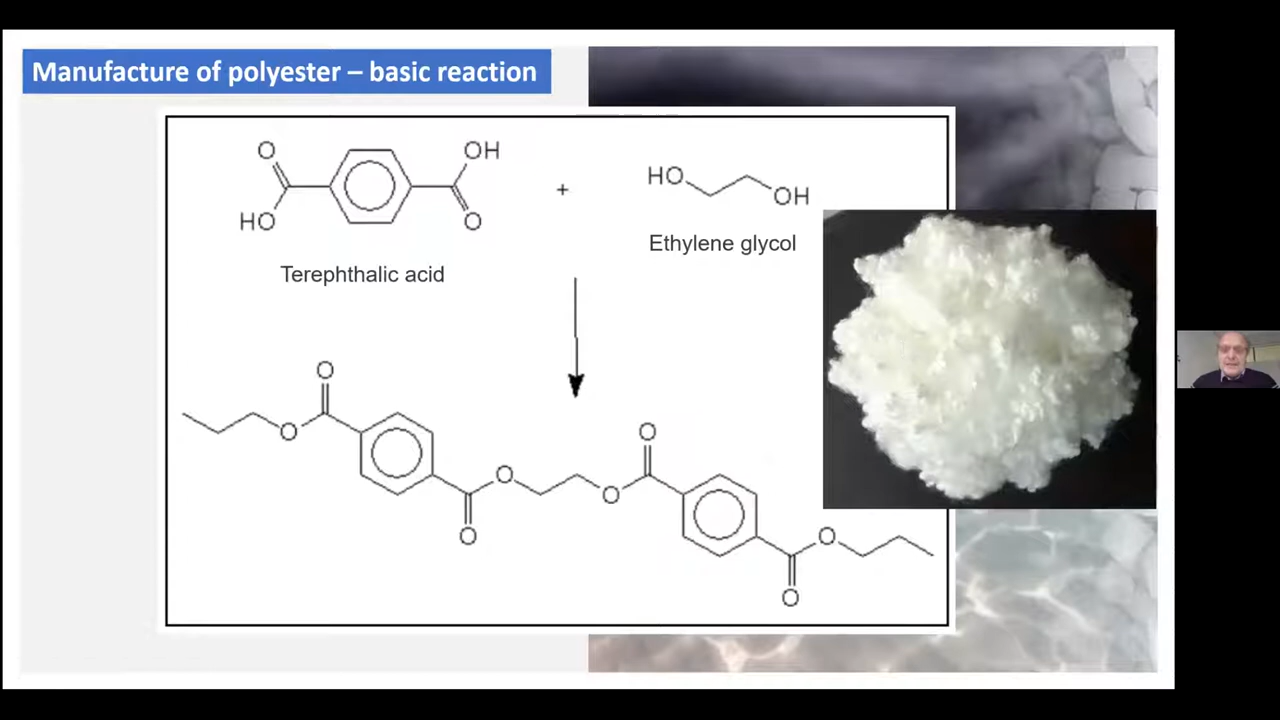 Manufacture of polyester – basic reaction
O
OH
HO
O
+
HO
OH
Ethylene glycol
Terephthalic acid
O
O
O
O
O
O
O
O